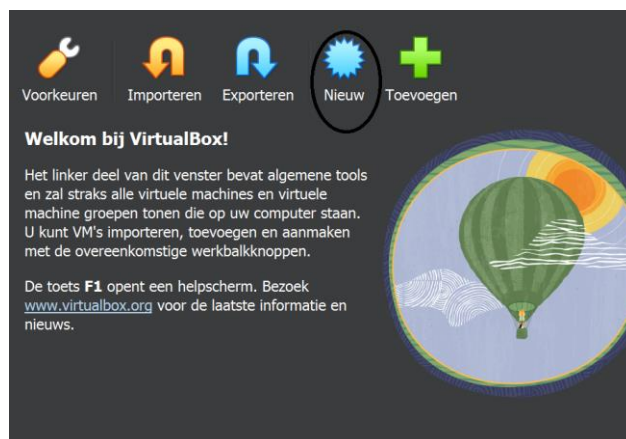 Voorkeuren Importeren Exporteren Nieuw Toevoegen
Welkom bij VirtualBox!
Het linker deel van dit venster bevat algemene tools
en zal straks alle virtuele machines en virtuele
machine groepen tonen die op uw computer staan.
U kunt VM's importeren, toevoegen en aanmaken
met de overeenkomstige werkbalkknoppen.
De toets F1 opent een helpscherm. Bezoek
www.virtualbox.org voor de laatste informatie en
nieuws.